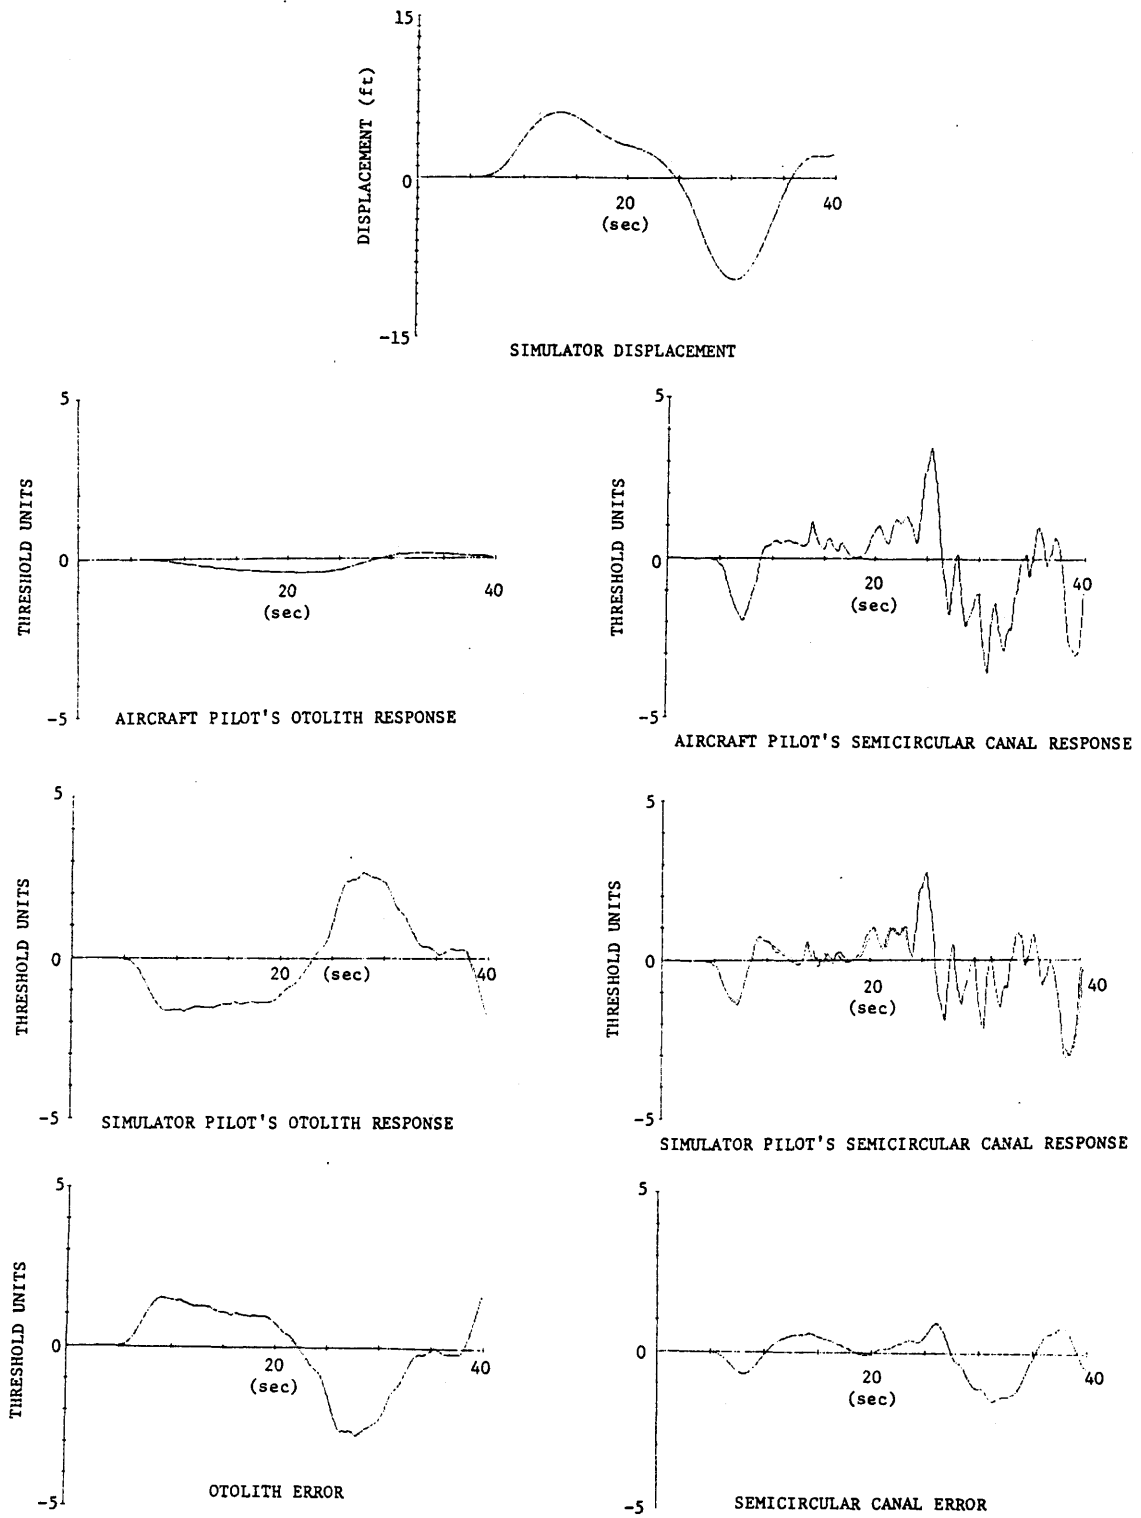 15
DISPLACEMENT (ft)
0
20
(sec)
40
-15
SIMULATOR DISPLACEMENT
5
THRESHOLD UNITS
0
20
(sec)
40
-5
AIRCRAFT PILOT'S OTOLITH RESPONSE
5
THRESHOLD UNITS
0
20
(sec)
40
-5
AIRCRAFT PILOT'S SEMICIRCULAR CANAL RESPONSE
5
THRESHOLD UNITS
0
20
(sec)
40
-5
SIMULATOR PILOT'S OTOLITH RESPONSE
5
THRESHOLD UNITS
0
20
(sec)
40
-5
SIMULATOR PILOT'S SEMICIRCULAR CANAL RESPONSE
5
THRESHOLD UNITS
0
20
(sec)
40
-5
OTOLITH ERROR
5
0
20
(sec)
40
-5
SEMICIRCULAR CANAL ERROR